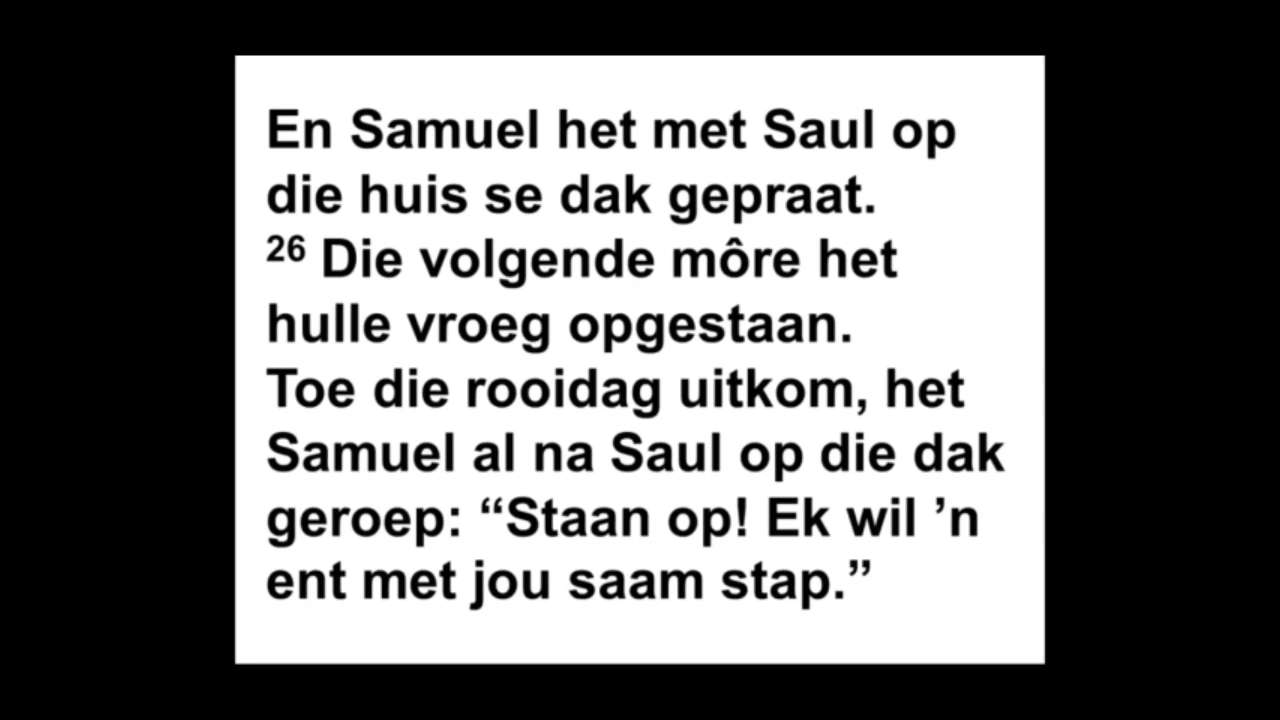 En Samuel het met Saul op
die huis se dak gepraat.
26 Die volgende môre het
hulle vroeg opgestaan.
Toe die rooidag uitkom, het
Samuel al na Saul op die dak
geroep: “Staan op! Ek wil ’n
ent met jou saam stap.”